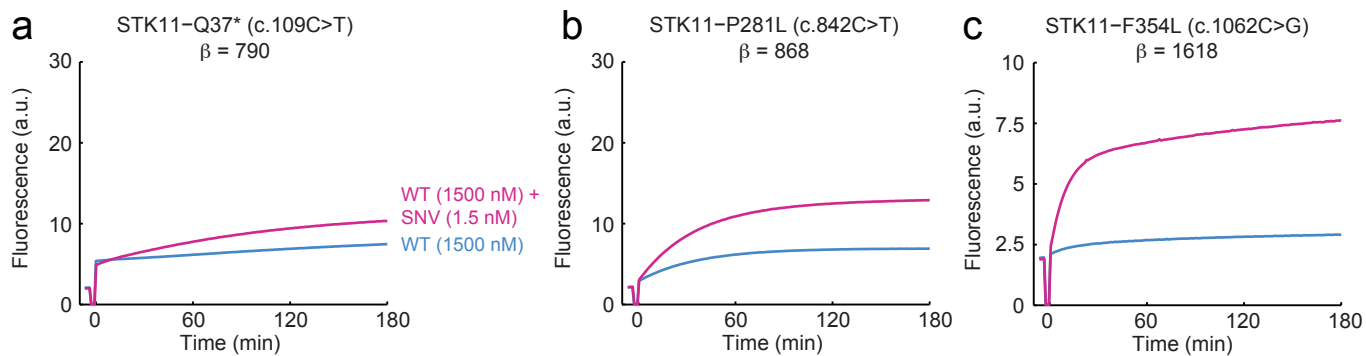 a
STK11−Q37* (c.109C>T)
β = 790
Fluorescence (a.u.)
30
20
10
0
WT (1500 nM) +
SNV (1.5 nM)
WT (1500 nM)
0 60 120 180
Time (min)
b
STK11−P281L (c.842C>T)
β = 868
Fluorescence (a.u.)
30
20
10
0
0 60 120 180
Time (min)
c
STK11−F354L (c.1062C>G)
β = 1618
Fluorescence (a.u.)
10
7.5
5
2.5
0
0 60 120 180
Time (min)